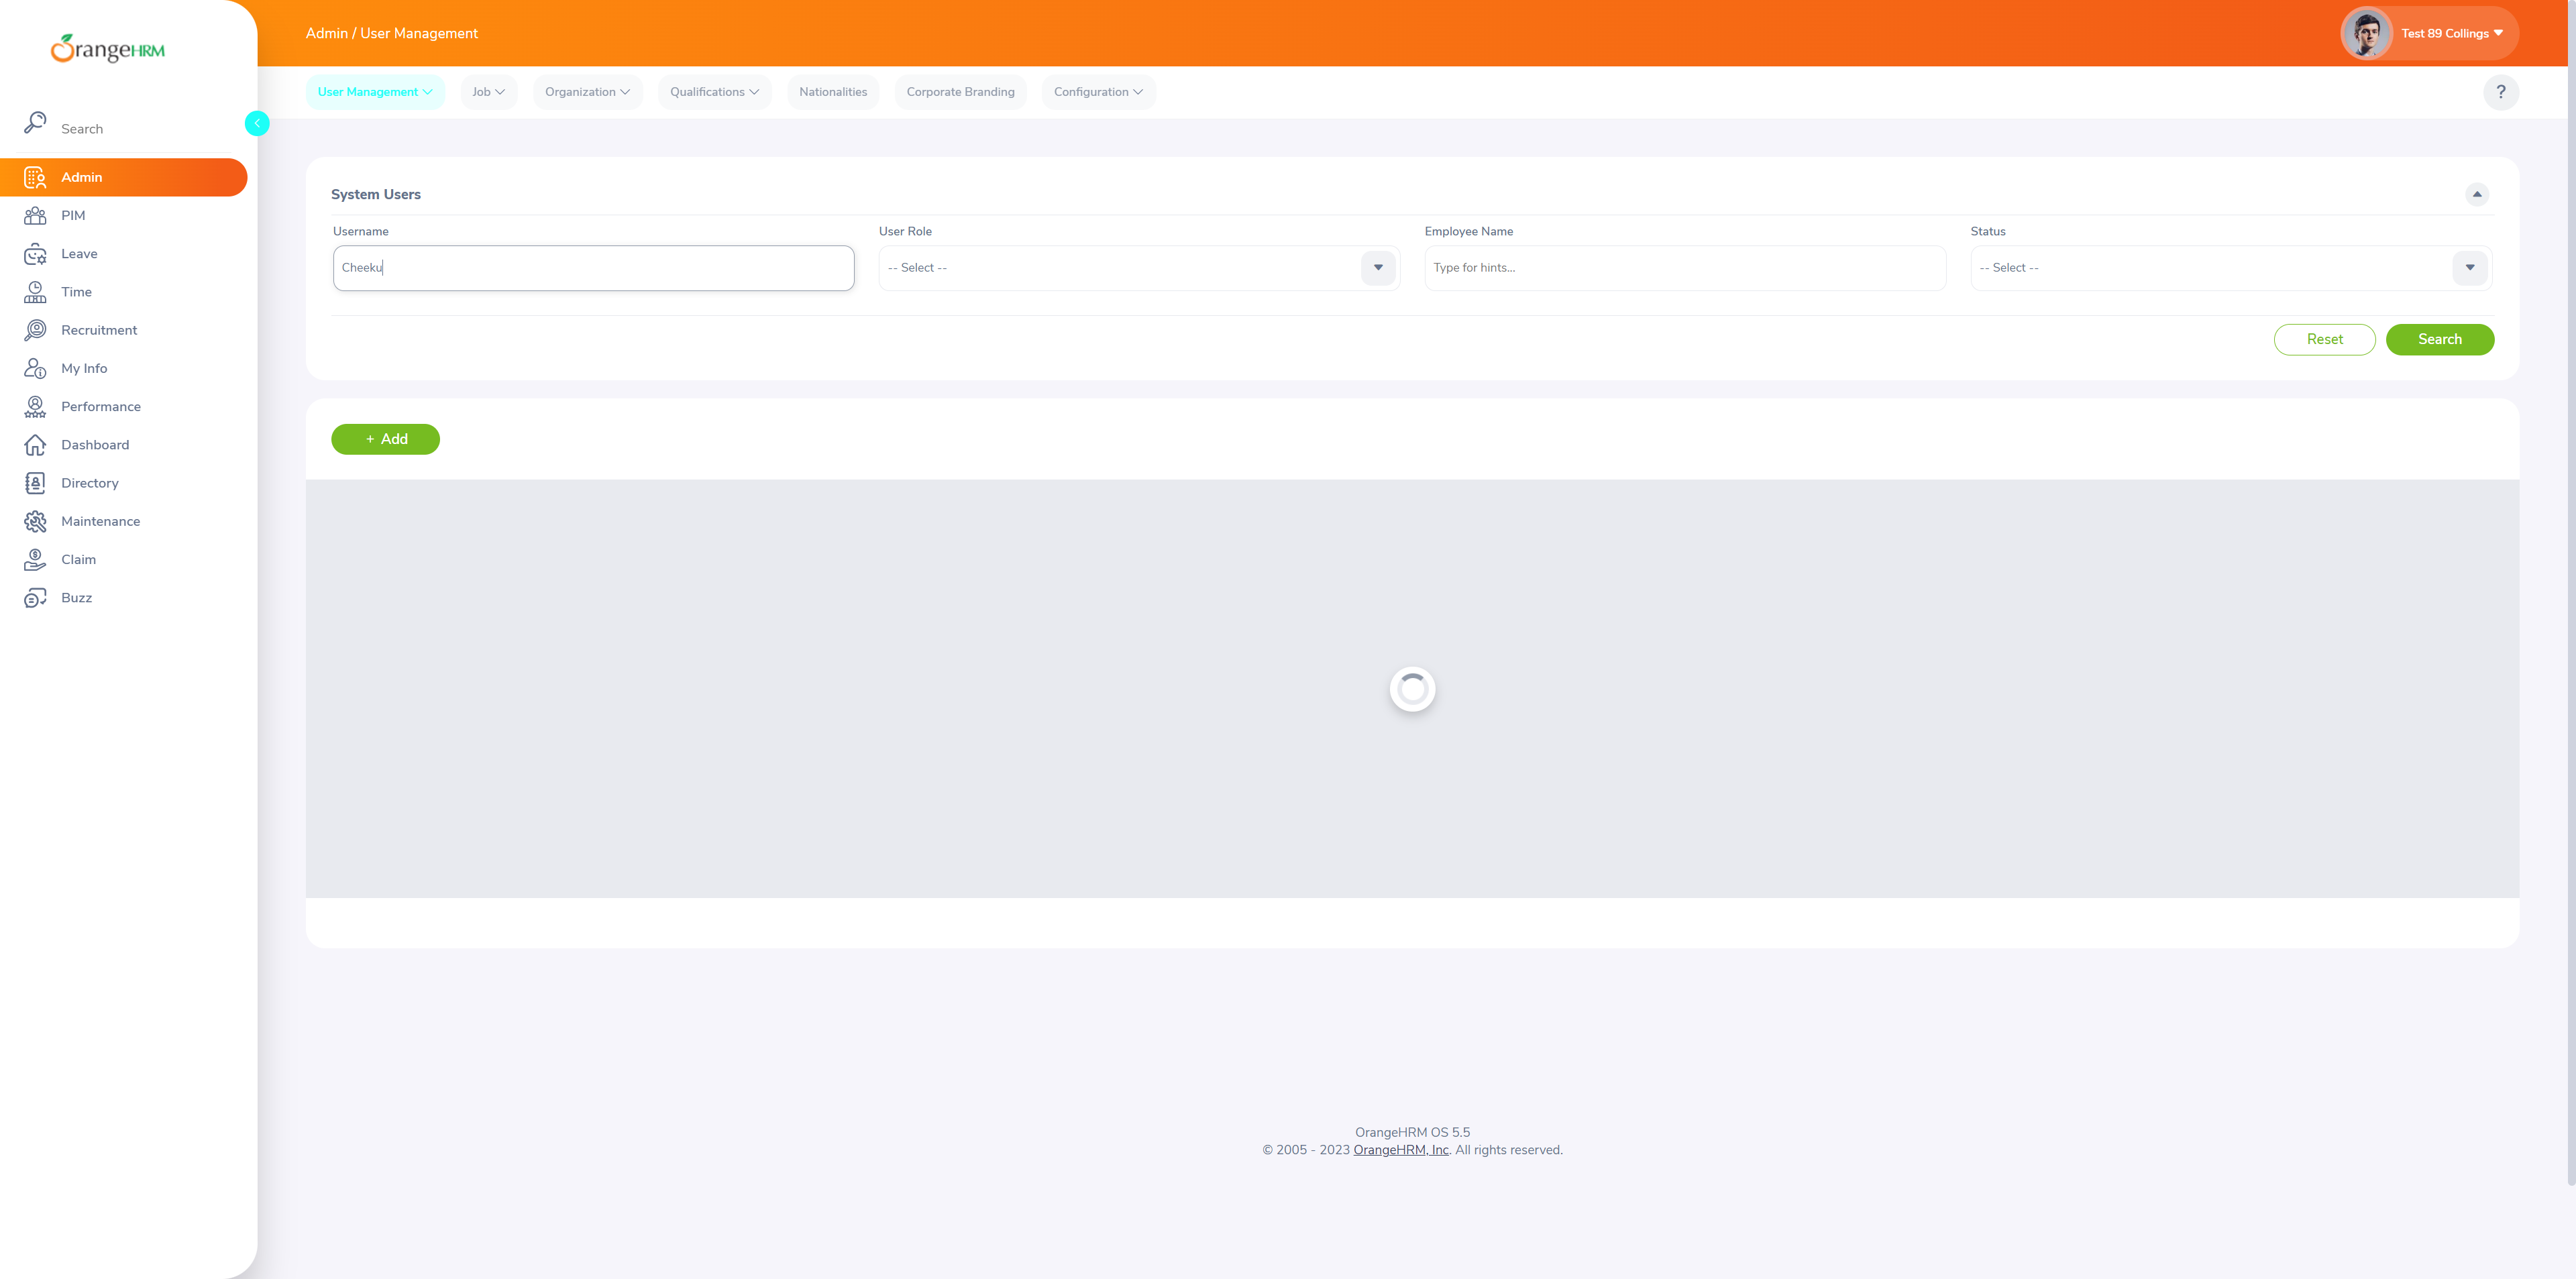 OrangeHRM
Admin / User Management
Test 89 Collings
Search
User Management
Job
Organization
Qualifications
Nationalities
Corporate Branding
Configuration
?
Admin
PIM
Leave
Time
Recruitment
My Info
Performance
Dashboard
Directory
Maintenance
Claim
Buzz
System Users
Username
User Role
Employee Name
Status
Cheeku
-- Select --
Type for hints...
-- Select --
Reset
Search
+ Add
OrangeHRM OS 5.5
© 2005 - 2023 OrangeHRM, Inc. All rights reserved.